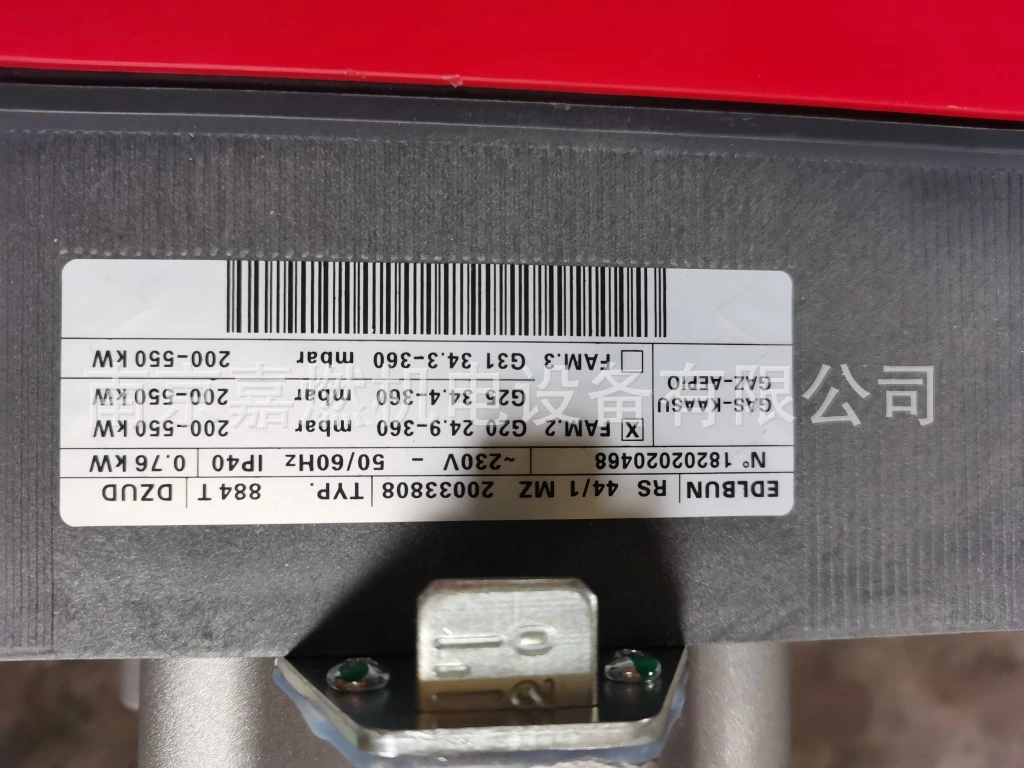 EDLBUN RS 44/1 MZ 20033808 TYP. 884 T DZUD
N° 1820202046​8 ~230V – 50/60Hz IP40 0.76 kW
GAS-KAASU
GAZ-AEPIO
X FAM.2 G20 24.9-360 mbar 200-550 kW
G25 34.4-360 mbar 200-550 kW
FAM.3 G31 34.3-360 mbar 200-550 kW
南京嘉燃机电设备有限公司